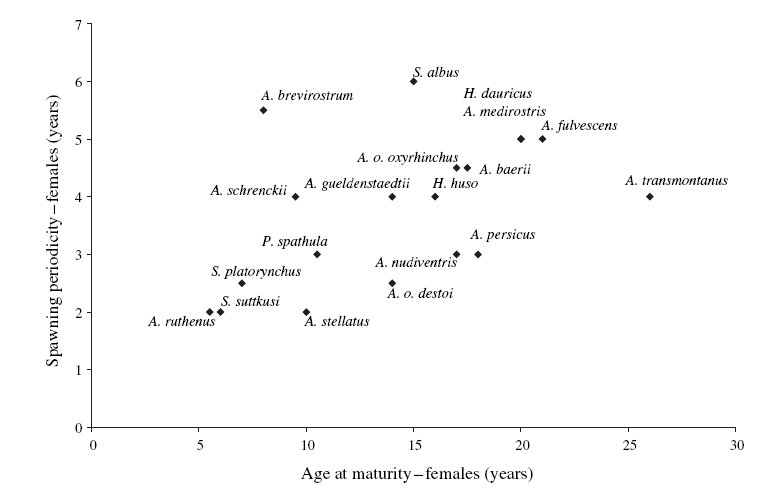 7
S. albus
6
H. dauricus
A. brevirostrum
A. medirostris
A. fulvescens
5
A. o. oxyrhinchus
A. baerii
A. transmontanus
A. schrenckii
A. gueldenstaedtii
H. huso
4
A. persicus
P. spathula
A. nudiventris
3
S. platorynchus
A. o. destoi
S. suttkusi
2
A. ruthenus
A. stellatus
1
0
0 5 10 15 20 25 30
Age at maturity–females (years)
Spawning periodicity–females (years)